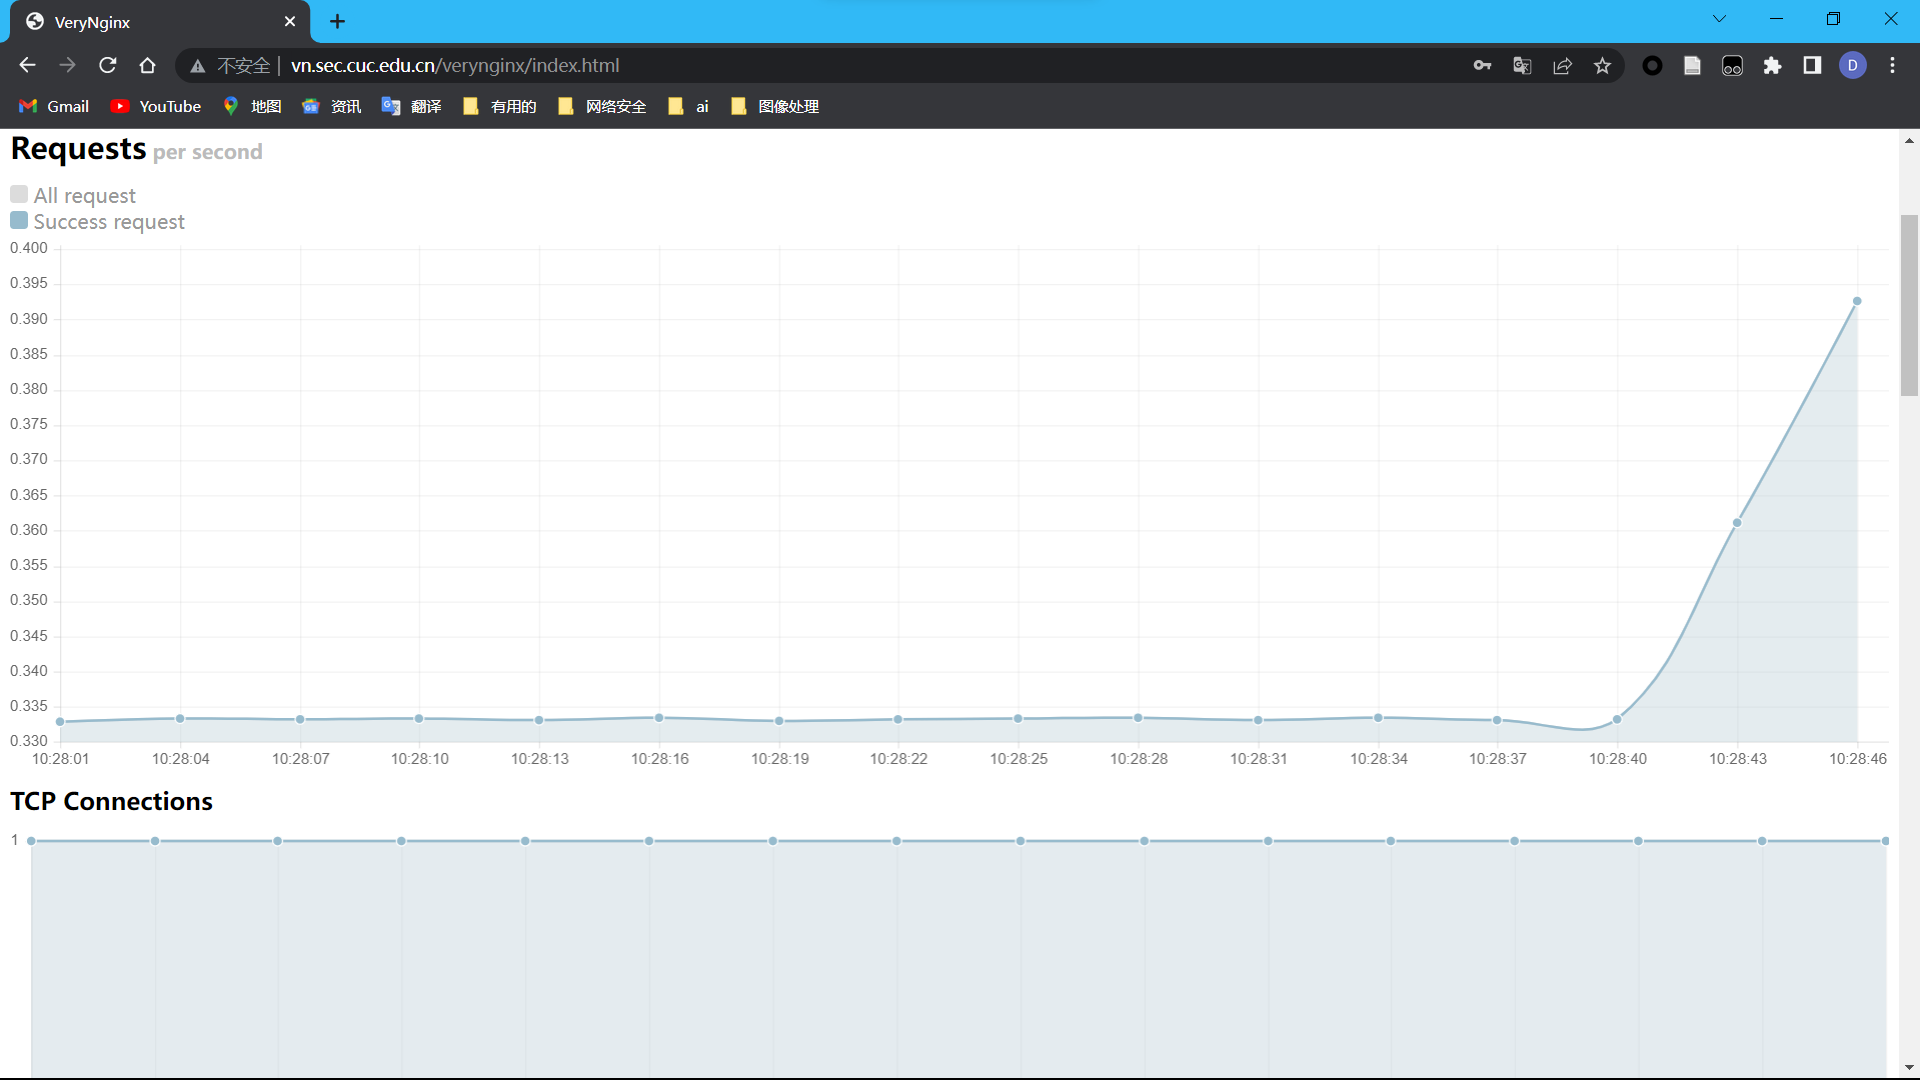 VeryNginx
不安全 vn.sec.cuc.edu.cn/verynginx/index.html
D
Gmail YouTube 地图 资讯 翻译 有用的 网络安全 ai 图像处理
Requests per second
All request
Success request
0.400
0.395
0.390
0.385
0.380
0.375
0.370
0.365
0.360
0.355
0.350
0.345
0.340
0.335
0.330
10:28:01 10:28:04 10:28:07 10:28:10 10:28:13 10:28:16 10:28:19 10:28:22 10:28:25 10:28:28 10:28:31 10:28:34 10:28:37 10:28:40 10:28:43 10:28:46
TCP Connections
1